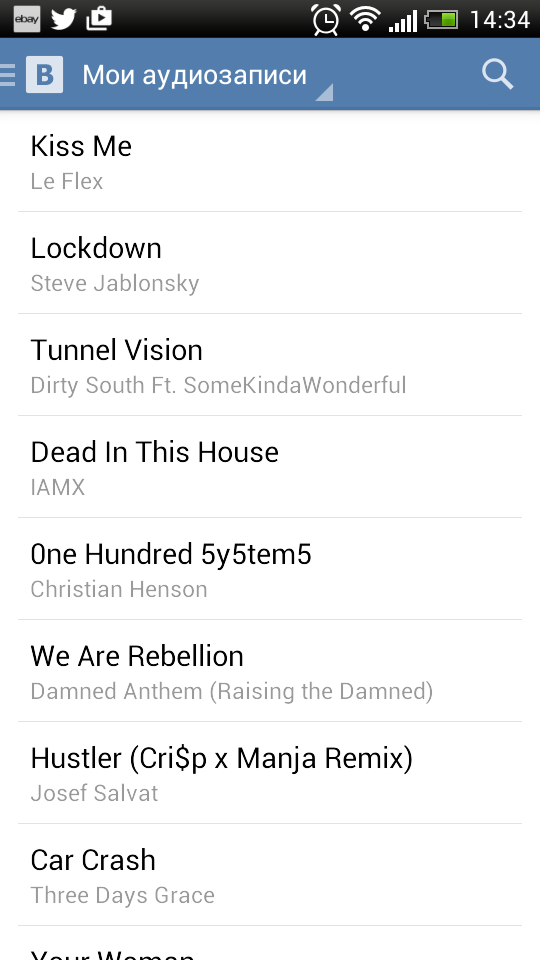 ebay
14:34
B
Мои аудиозаписи
Kiss Me
Le Flex
Lockdown
Steve Jablonsky
Tunnel Vision
Dirty South Ft. SomeKindaWonderful
Dead In This House
IAMX
0ne Hundred 5y5tem5
Christian Henson
We Are Rebellion
Damned Anthem (Raising the Damned)
Hustler (Cri$p x Manja Remix)
Josef Salvat
Car Crash
Three Days Grace
Your Woman